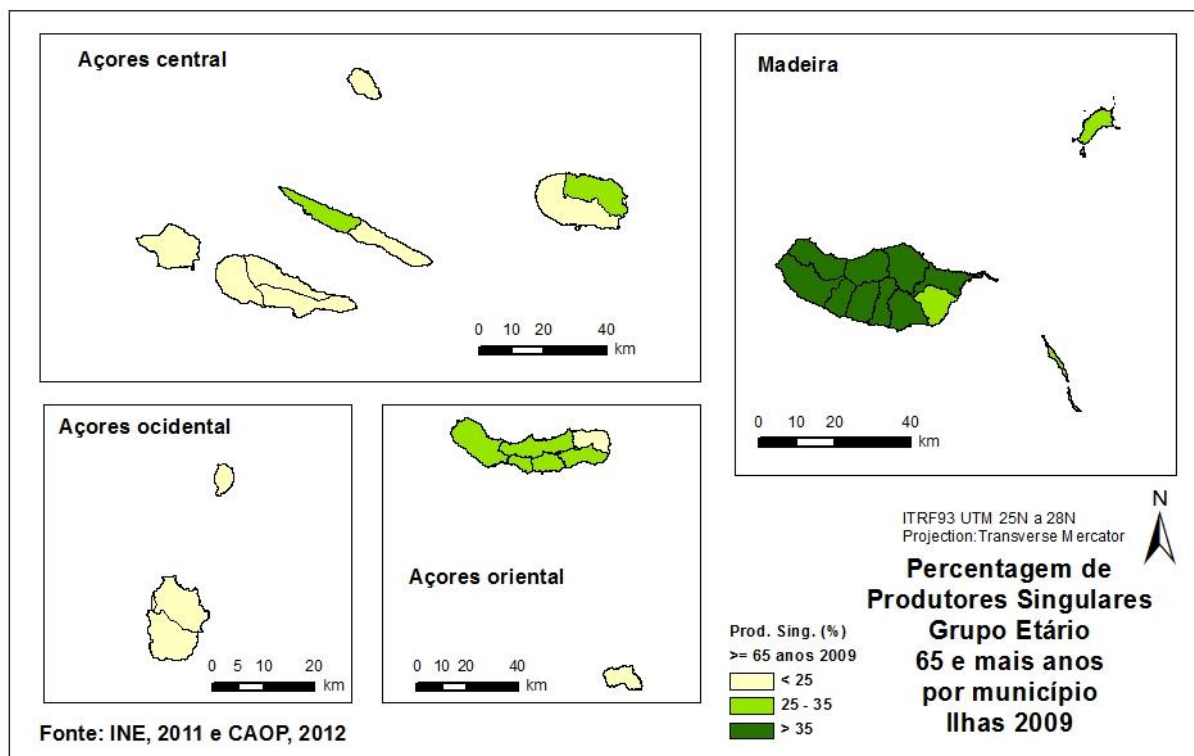 Açores central
0 10 20 40
km
Madeira
0 10 20 40
km
Açores ocidental
0 5 10 20
km
Açores oriental
0 10 20 40
km
Fonte: INE, 2011 e CAOP, 2012
N
ITRF93 UTM 25N a 28N
Projection:Transverse Mercator
Percentagem de
Produtores Singulares
Grupo Etário
65 e mais anos
por município
Ilhas 2009
Prod. Sing. (%)
>= 65 anos 2009
< 25
25 - 35
> 35